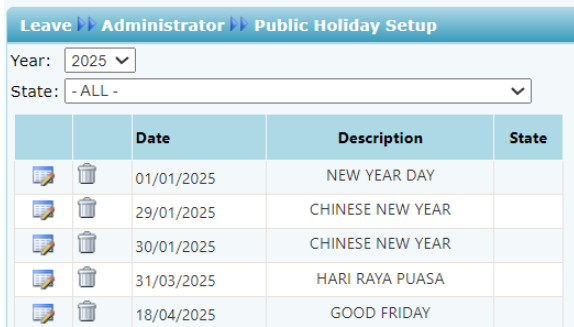 Leave Administrator Public Holiday Setup
Year: 2025
State: - ALL -
Date Description State
01/01/2025 NEW YEAR DAY
29/01/2025 CHINESE NEW YEAR
30/01/2025 CHINESE NEW YEAR
31/03/2025 HARI RAYA PUASA
18/04/2025 GOOD FRIDAY